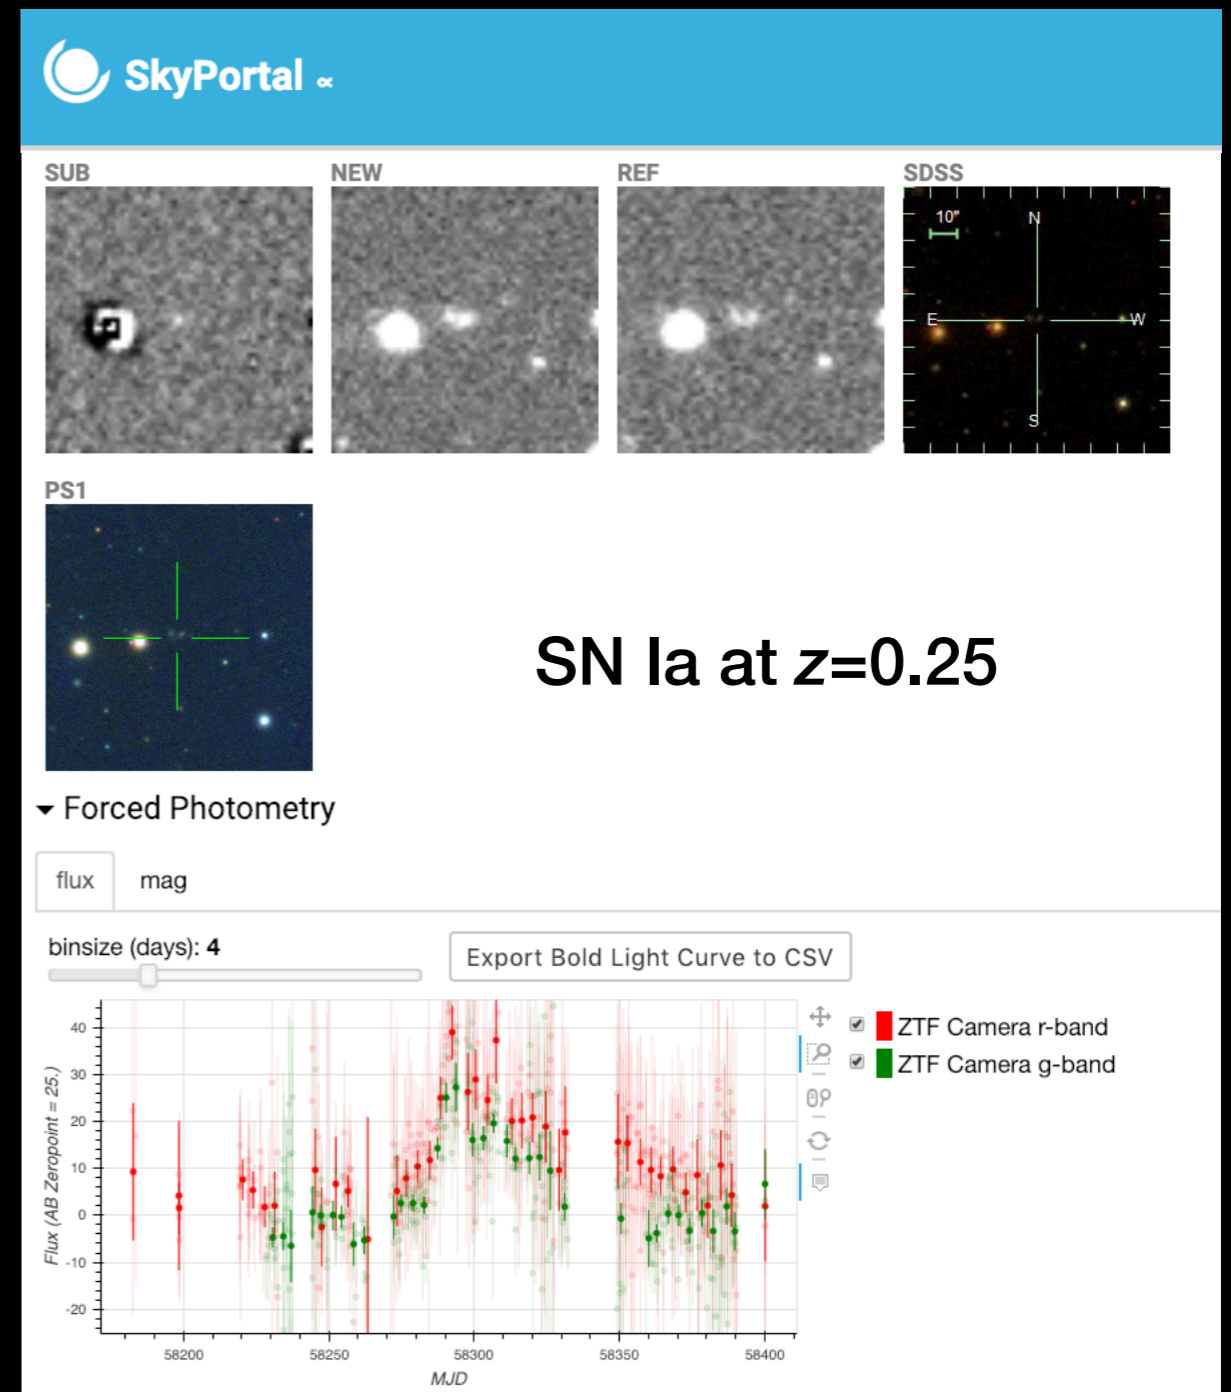 SkyPortal ∝
SUB
NEW
REF
SDSS
10"
N
E
W
S
PS1
SN Ia at z=0.25
Forced Photometry
flux
mag
binsize (days): 4
Export Bold Light Curve to CSV
ZTF Camera r-band
ZTF Camera g-band
Flux (AB Zeropoint = 25.)
40
30
20
10
0
-10
-20
58200
58250
58300
58350
58400
MJD